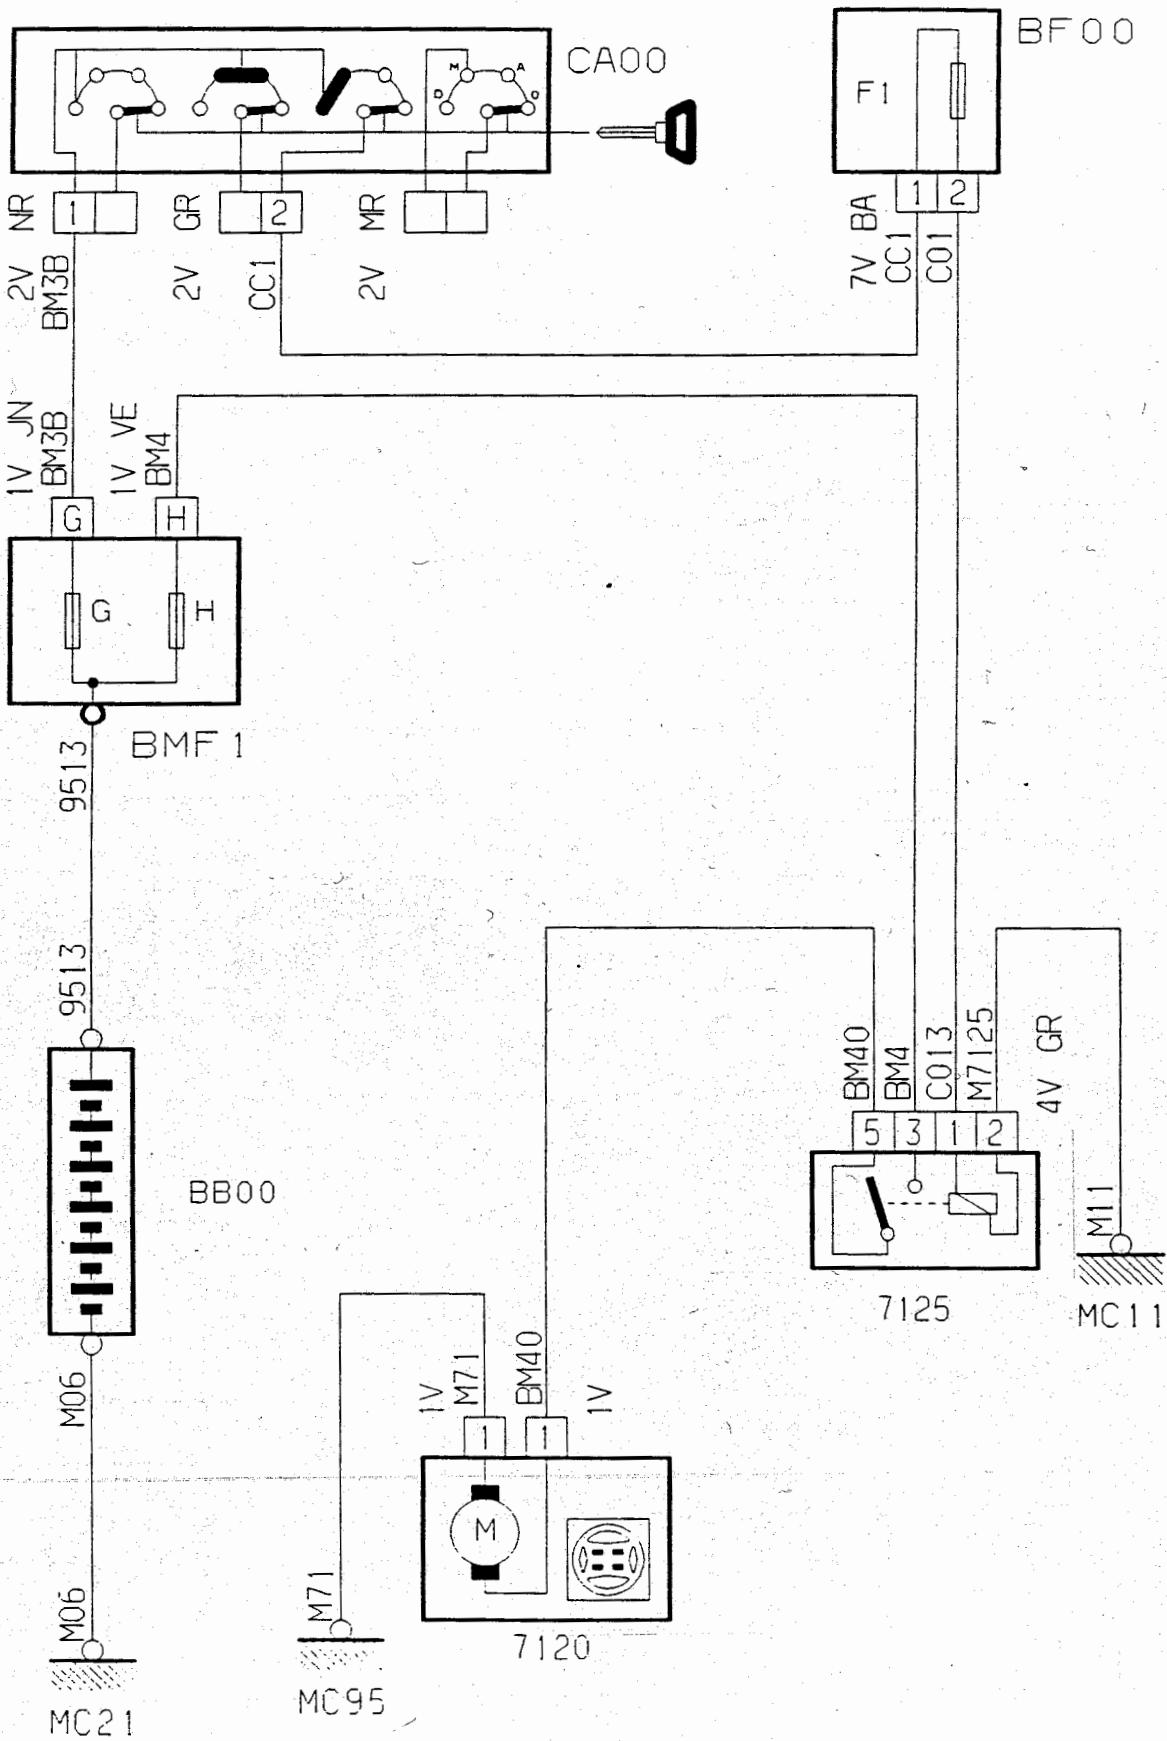 CA00
BF00
M
A
D
D
F1
1
2
1 2
2V NR
2V GR
2V MR
7V BA
BM3B
CC1
CC1
C01
1V JN
BM3B
1V VE
BM4
G
H
G
H
BMF1
9513
9513
BM40
BM4
C013
M7125
4V GR
5 3 1 2
BB00
M11
7125
MC11
M06
1V
M71
BM40
1V
1
1
M
M71
M06
7120
MC95
MC21